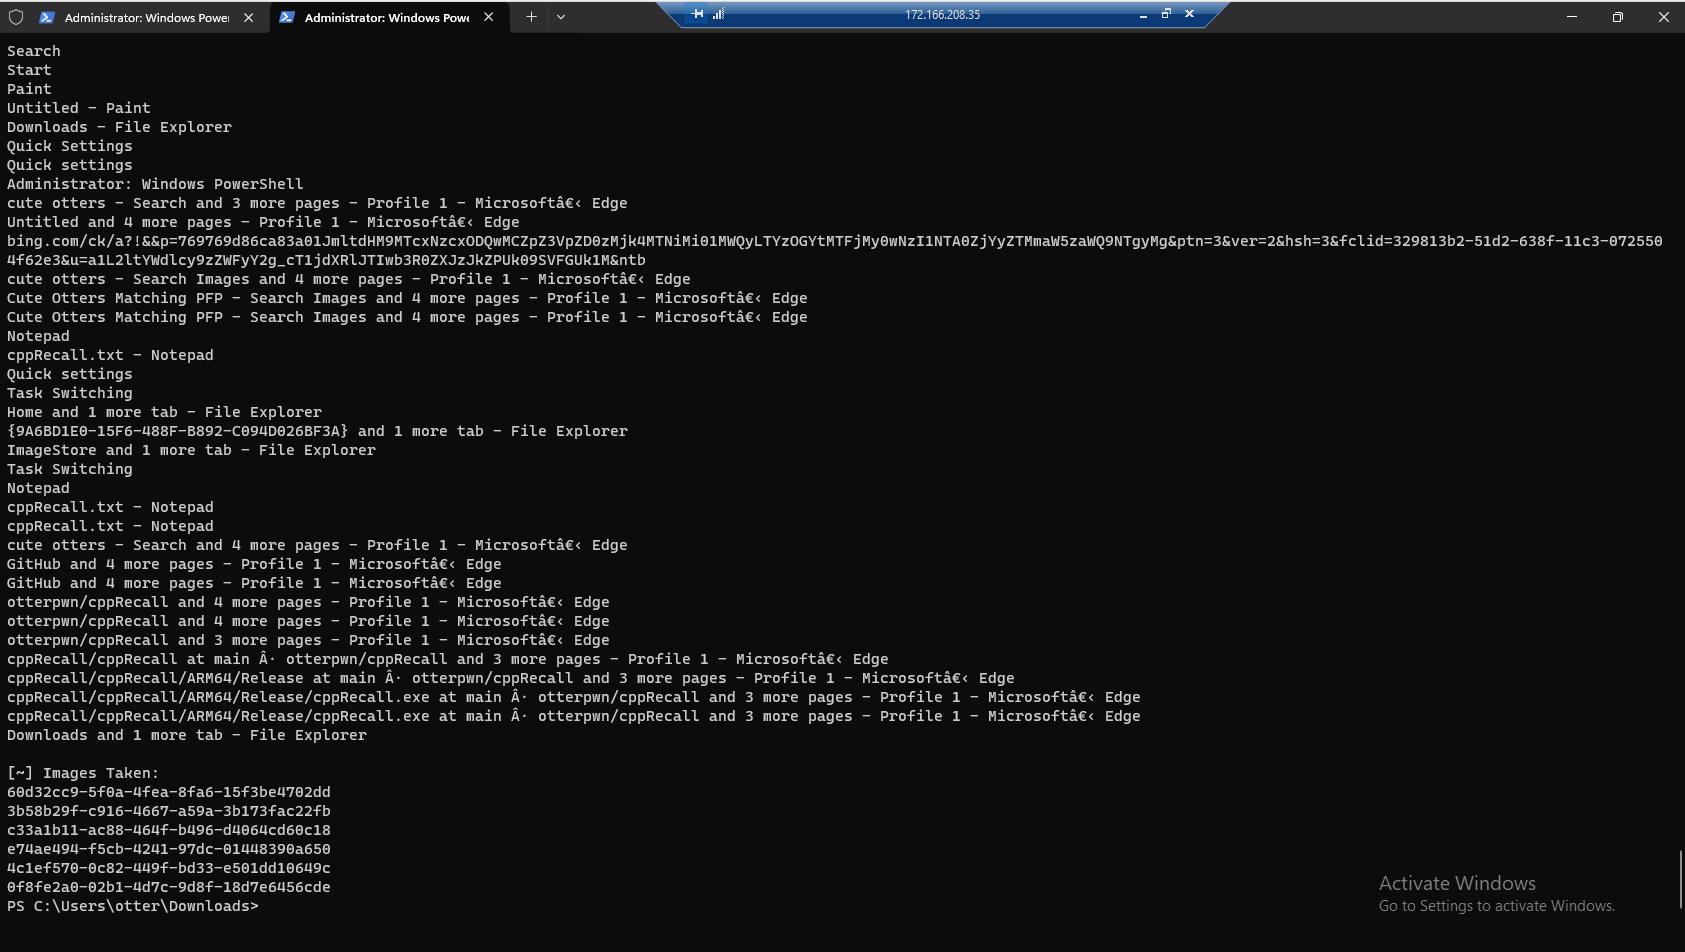 Administrator: Windows Power
Administrator: Windows Powe
172.166.208.35
Search
Start
Paint
Untitled - Paint
Downloads - File Explorer
Quick Settings
Quick settings
Administrator: Windows PowerShell
cute otters - Search and 3 more pages - Profile 1 - Microsoftâ€‹ Edge
Untitled and 4 more pages - Profile 1 - Microsoftâ€‹ Edge
bing.com/ck/a?!&&p=769769d86ca83a01JmltdHM9MTcxNzcxODQwMCZpZ3VpZD0zMjk4MTNiMi01MWQyLTYzOGYtMTFjMy0wNzI1NTA0ZjYyZTMmaW5zaWQ9NTgyMg&ptn=3&ver=2&hsh=3&fclid=329813b2-51d2-638f-11c3-072550
4f62e3&u=a1L2ltYWdlcy9zZWFyY2g_cT1jdXRlJTIwb3R0ZXJzJkZPUk09SVFGUk1M&ntb
cute otters - Search Images and 4 more pages - Profile 1 - Microsoftâ€‹ Edge
Cute Otters Matching PFP - Search Images and 4 more pages - Profile 1 - Microsoftâ€‹ Edge
Cute Otters Matching PFP - Search Images and 4 more pages - Profile 1 - Microsoftâ€‹ Edge
Notepad
cppRecall.txt - Notepad
Quick settings
Task Switching
Home and 1 more tab - File Explorer
{9A6BD1E0-15F6-488F-B892-C094D026BF3A} and 1 more tab - File Explorer
ImageStore and 1 more tab - File Explorer
Task Switching
Notepad
cppRecall.txt - Notepad
cppRecall.txt - Notepad
cute otters - Search and 4 more pages - Profile 1 - Microsoftâ€‹ Edge
GitHub and 4 more pages - Profile 1 - Microsoftâ€‹ Edge
GitHub and 4 more pages - Profile 1 - Microsoftâ€‹ Edge
otterpwn/cppRecall and 4 more pages - Profile 1 - Microsoftâ€‹ Edge
otterpwn/cppRecall and 4 more pages - Profile 1 - Microsoftâ€‹ Edge
otterpwn/cppRecall and 3 more pages - Profile 1 - Microsoftâ€‹ Edge
cppRecall/cppRecall at main Â· otterpwn/cppRecall and 3 more pages - Profile 1 - Microsoftâ€‹ Edge
cppRecall/cppRecall/ARM64/Release at main Â· otterpwn/cppRecall and 3 more pages - Profile 1 - Microsoftâ€‹ Edge
cppRecall/cppRecall/ARM64/Release/cppRecall.exe at main Â· otterpwn/cppRecall and 3 more pages - Profile 1 - Microsoftâ€‹ Edge
cppRecall/cppRecall/ARM64/Release/cppRecall.exe at main Â· otterpwn/cppRecall and 3 more pages - Profile 1 - Microsoftâ€‹ Edge
Downloads and 1 more tab - File Explorer
[~] Images Taken:
60d32cc9-5f0a-4fea-8fa6-15f3be4702dd
3b58b29f-c916-4667-a59a-3b173fac22fb
c33a1b11-ac88-464f-b496-d4064cd60c18
e74ae494-f5cb-4241-97dc-01448390a650
4c1ef570-0c82-449f-bd33-e501dd10649c
0f8fe2a0-02b1-4d7c-9d8f-18d7e6456cde
PS C:\Users\otter\Downloads>
Activate Windows
Go to Settings to activate Windows.